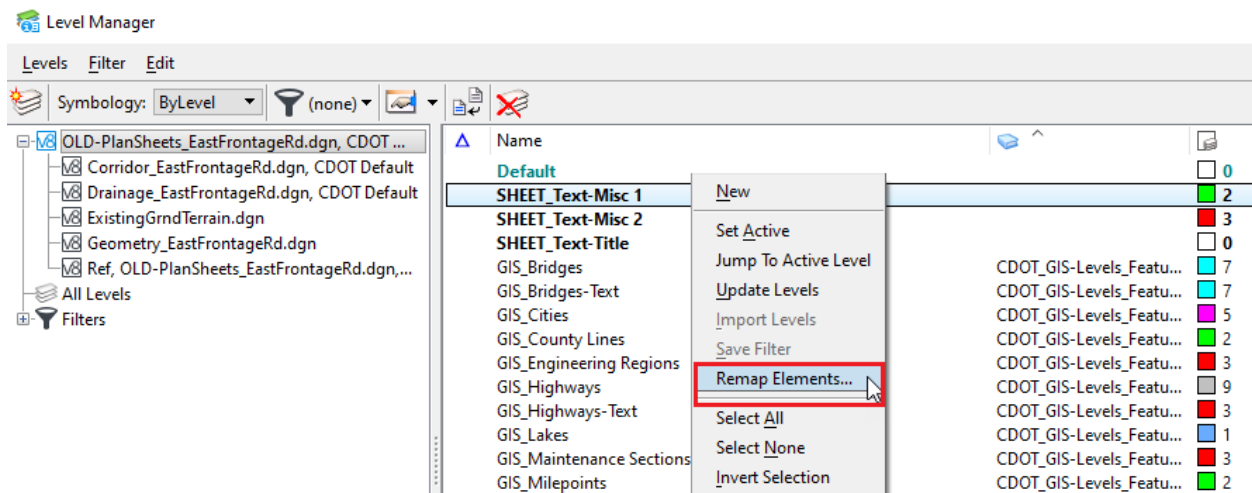 Level Manager
Levels Filter Edit
Symbology: ByLevel (none)
OLD-PlanSheets_EastFrontageRd.dgn, CDOT ...
Corridor_EastFrontageRd.dgn, CDOT Default
Drainage_EastFrontageRd.dgn, CDOT Default
ExistingGrndTerrain.dgn
Geometry_EastFrontageRd.dgn
Ref, OLD-PlanSheets_EastFrontageRd.dgn,...
All Levels
Filters
Name
Default 0
SHEET_Text-Misc 1 2
SHEET_Text-Misc 2 3
SHEET_Text-Title 0
GIS_Bridges CDOT_GIS-Levels_Featu... 7
GIS_Bridges-Text CDOT_GIS-Levels_Featu... 7
GIS_Cities CDOT_GIS-Levels_Featu... 5
GIS_County Lines CDOT_GIS-Levels_Featu... 2
GIS_Engineering Regions CDOT_GIS-Levels_Featu... 3
GIS_Highways CDOT_GIS-Levels_Featu... 9
GIS_Highways-Text CDOT_GIS-Levels_Featu... 3
GIS_Lakes CDOT_GIS-Levels_Featu... 1
GIS_Maintenance Sections CDOT_GIS-Levels_Featu... 3
GIS_Milepoints CDOT_GIS-Levels_Featu... 2
New
Set Active
Jump To Active Level
Update Levels
Import Levels
Save Filter
Remap Elements...
Select All
Select None
Invert Selection